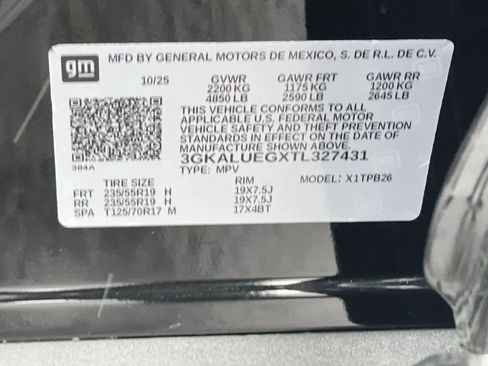 gm MFD BY GENERAL MOTORS DE MEXICO, S. DE R.L. DE C.V.
10/25 GVWR GAWR FRT GAWR RR
2200 KG 1175 KG 1200 KG
4850 LB 2590 LB 2645 LB
THIS VEHICLE CONFORMS TO ALL
APPLICABLE U.S. FEDERAL MOTOR
VEHICLE SAFETY AND THEFT PREVENTION
STANDARDS IN EFFECT ON THE DATE OF
MANUFACTURE SHOWN ABOVE.
384A 3GKALUEGXTL327431
TYPE: MPV MODEL: X1TPB26
TIRE SIZE RIM
FRT 235/55R19 H 19X7.5J
RR 235/55R19 H 19X7.5J
SPA T125/70R17 M 17X4BT